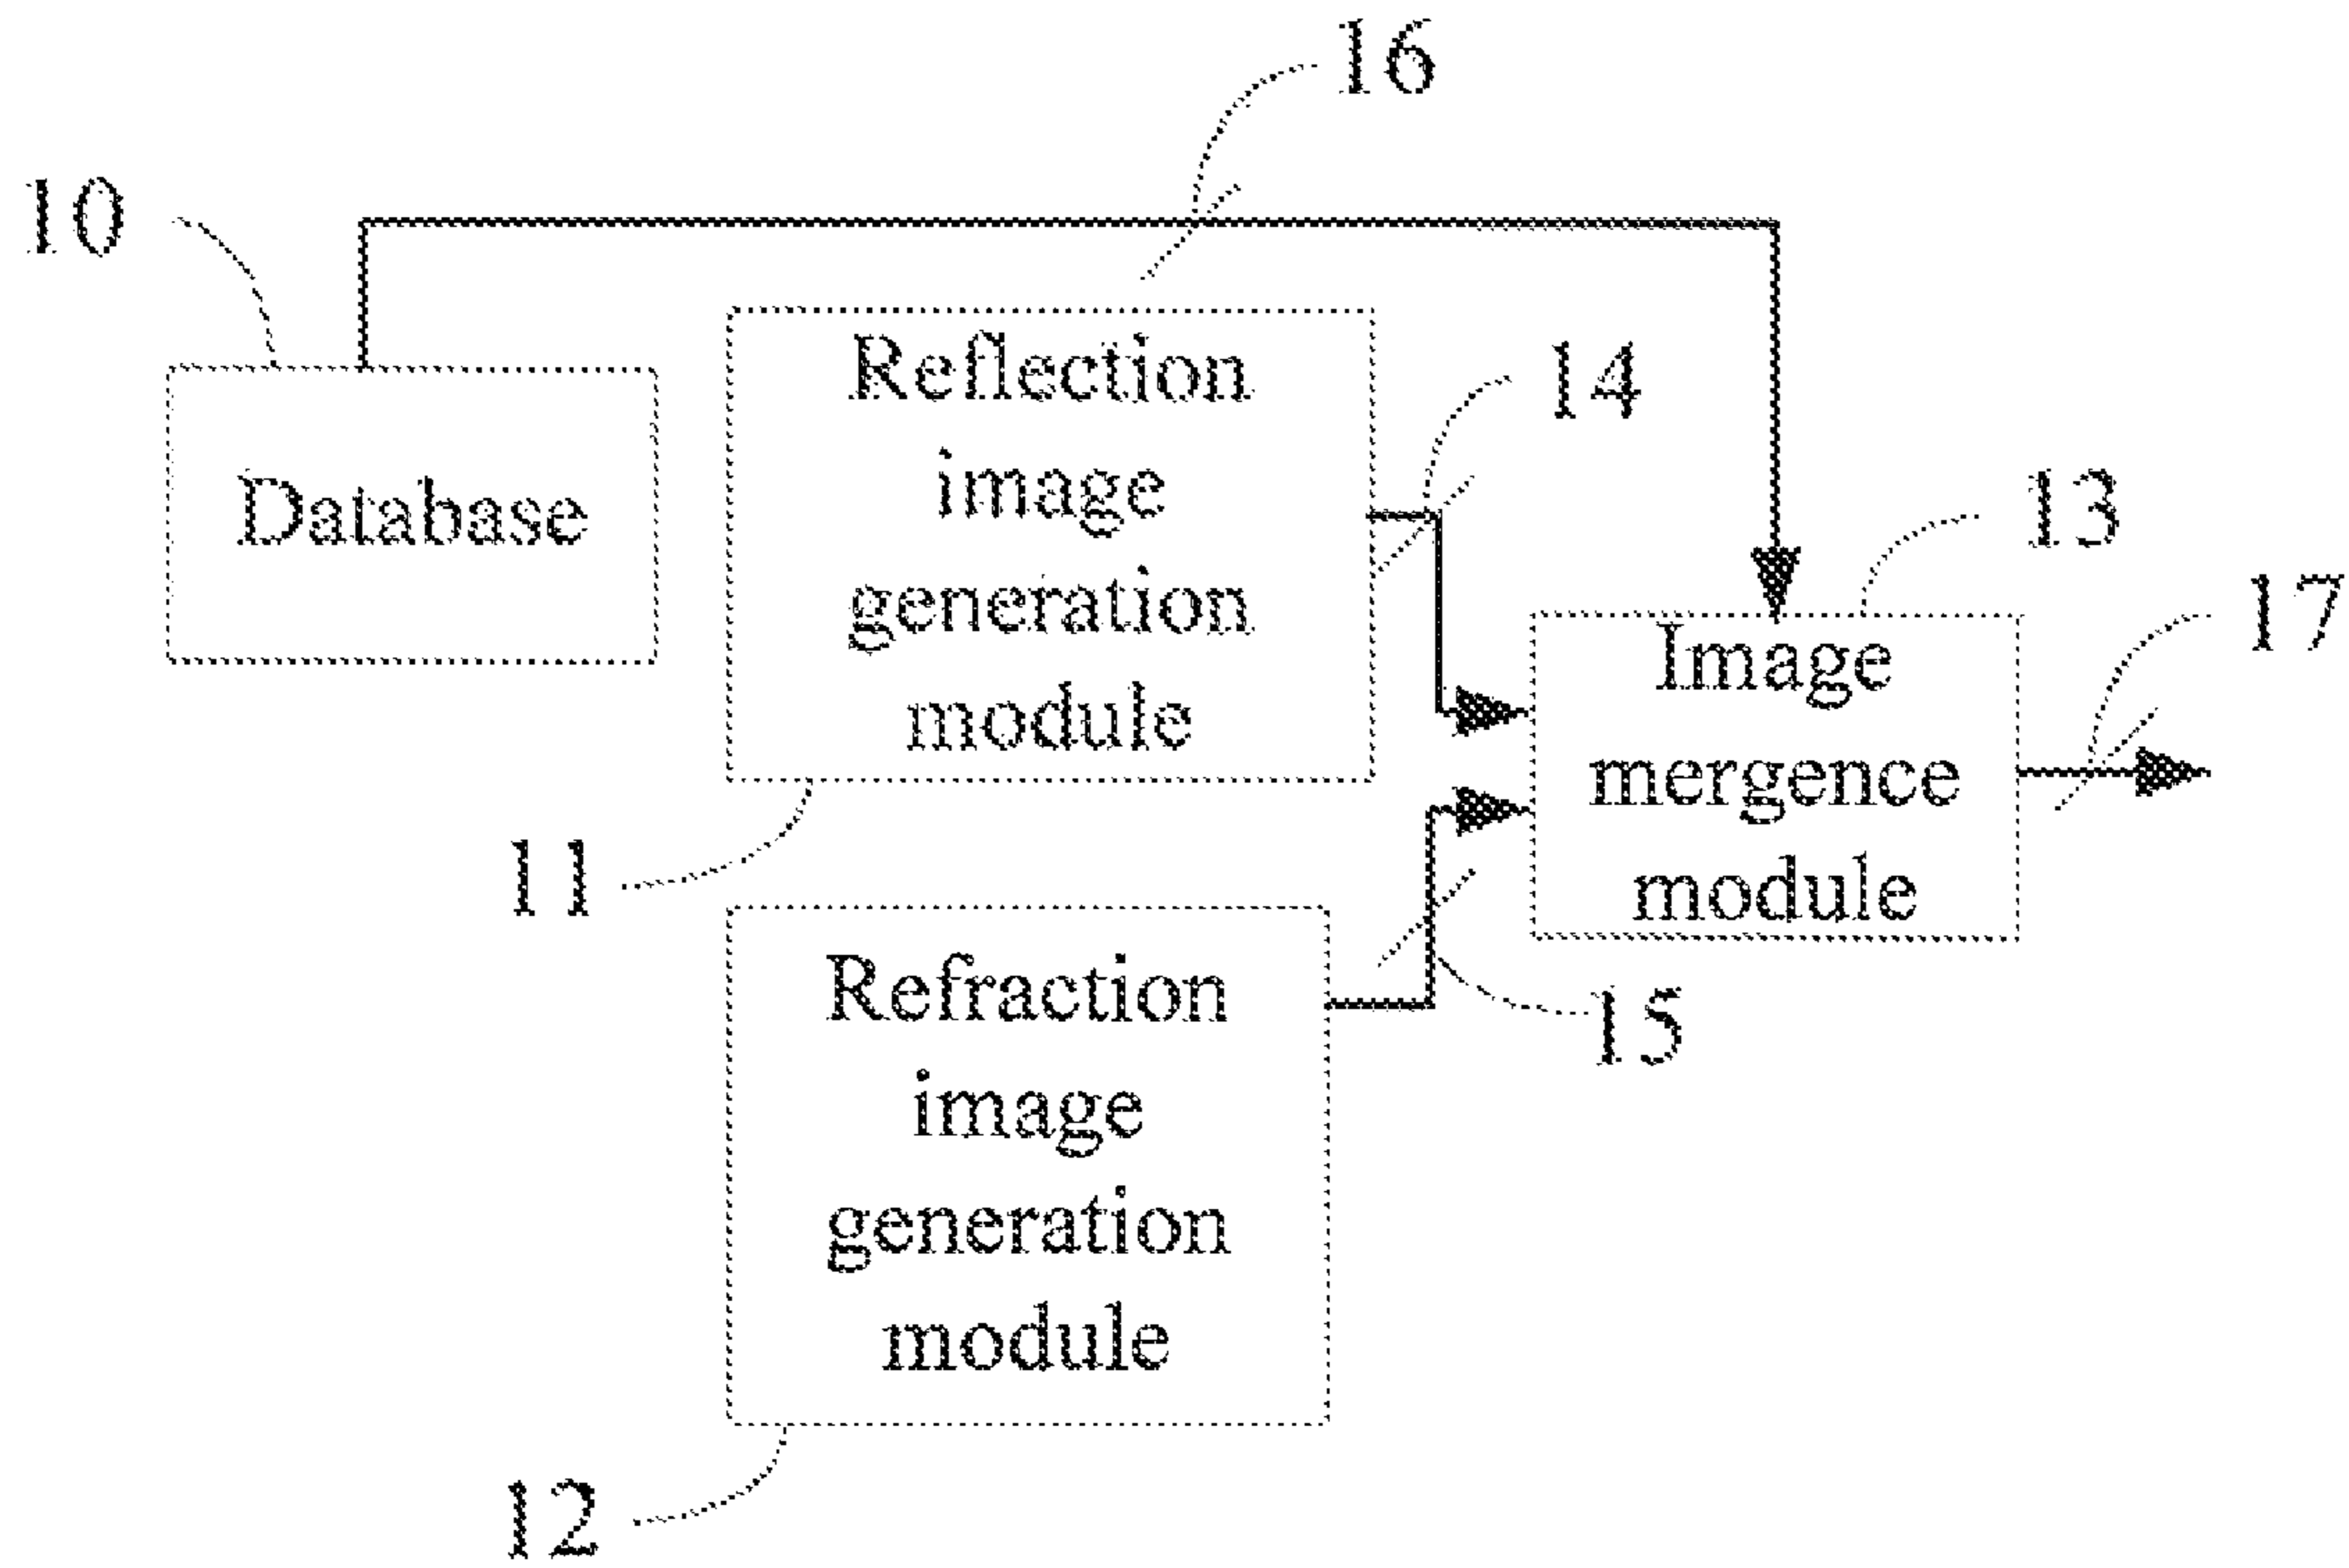 16
10
Reflection
image
generation
module
14
Database
13
17
Image
mergence
module
11
15
Refraction
image
generation
module
12